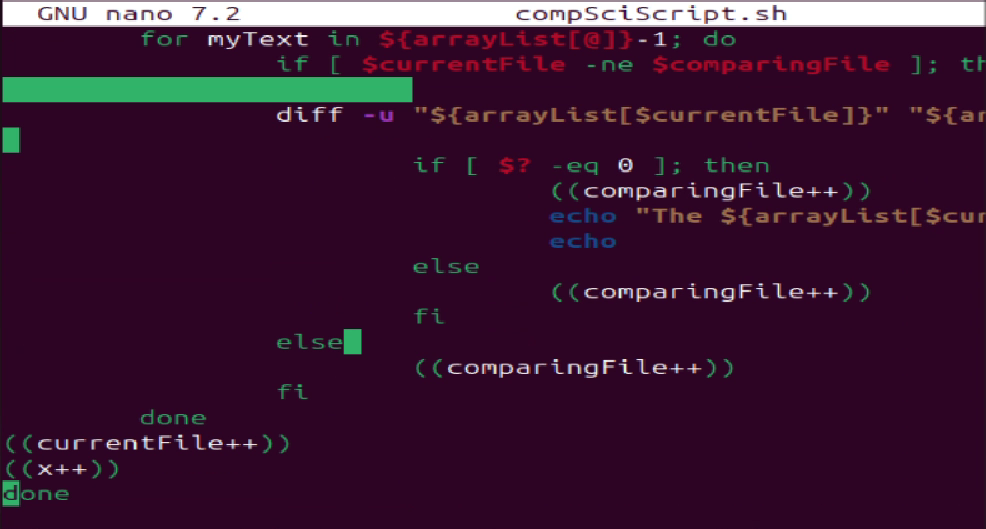 GNU nano 7.2 compSciScript.sh
for myText in ${arrayList[@]}-1; do
if [ $currentFile -ne $comparingFile ]; th
diff -u "${arrayList[$currentFile]}" "${ar
if [ $? -eq 0 ]; then
((comparingFile++))
echo "The ${arrayList[$cur
echo
else
((comparingFile++))
fi
else
((comparingFile++))
fi
done
((currentFile++))
((x++))
done